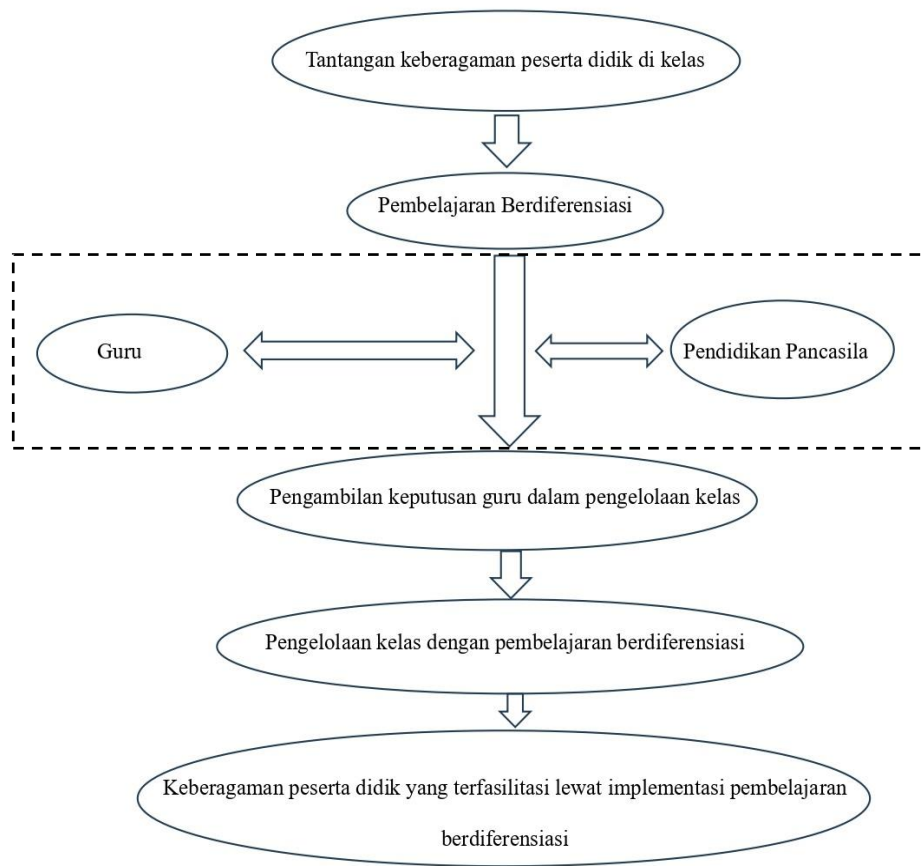 Tantangan keberagaman peserta didik di kelas
Pembelajaran Berdiferensiasi
Guru
Pendidikan Pancasila
Pengambilan keputusan guru dalam pengelolaan kelas
Pengelolaan kelas dengan pembelajaran berdiferensiasi
Keberagaman peserta didik yang terfasilitasi lewat implementasi pembelajaran
berdiferensiasi